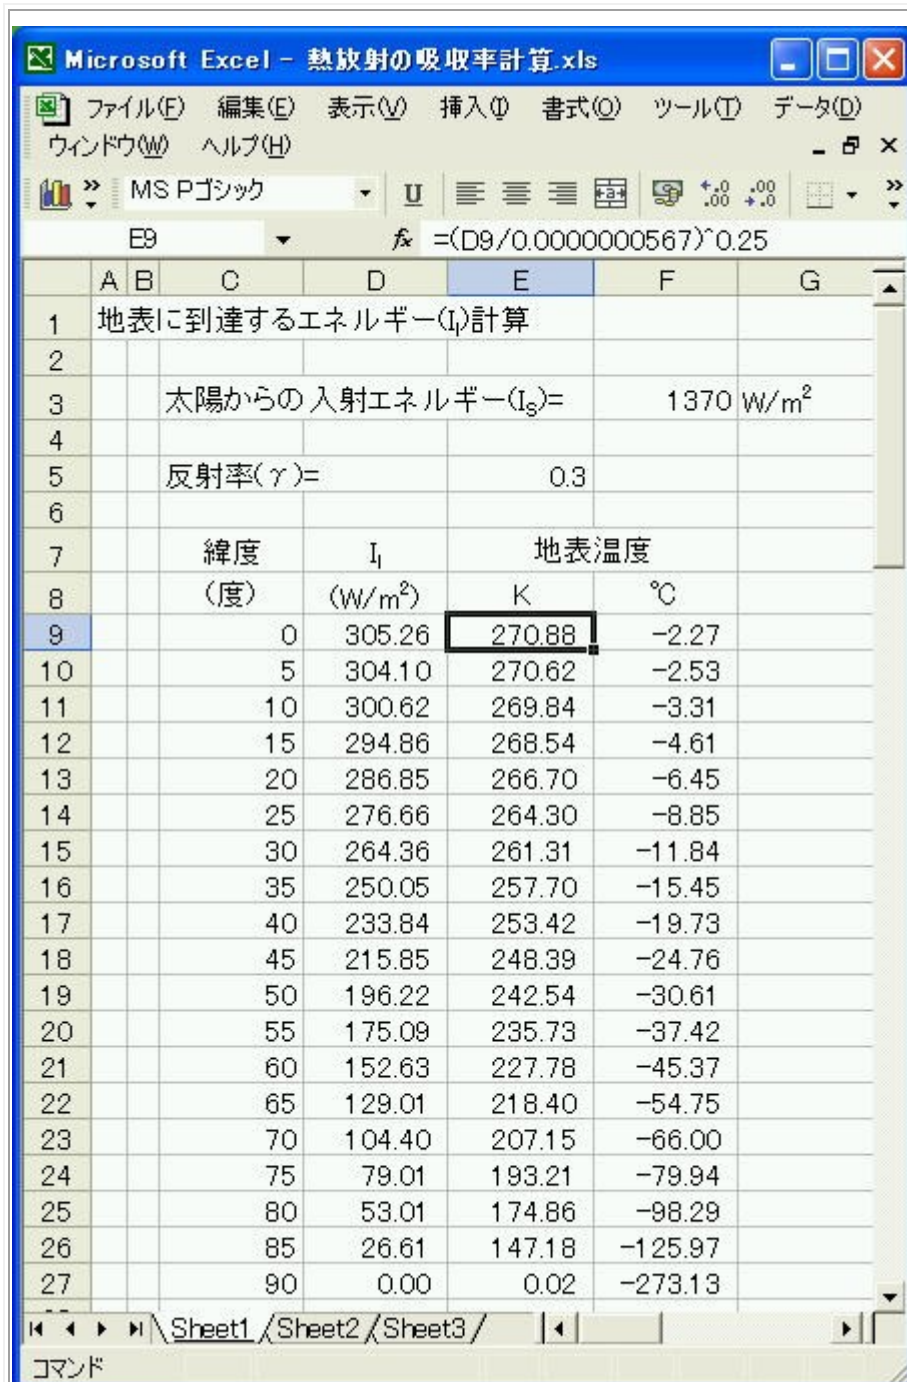 Microsoft Excel - 熱放射の吸収率計算.xls
ファイル(F) 編集(E) 表示(V) 挿入(I) 書式(O) ツール(T) データ(D)
ウィンドウ(W) ヘルプ(H)
MS Pゴシック U
E9 fx =(D9/0.0000000567)^0.25
A B C D E F G
1 地表に到達するエネルギー(Iₗ)計算
2
3 太陽からの入射エネルギー(Iₛ)= 1370 W/m²
4
5 反射率(γ)= 0.3
6
7 緯度 Iₗ 地表温度
8 (度) (W/m²) K ℃
9 0 305.26 270.88 -2.27
10 5 304.10 270.62 -2.53
11 10 300.62 269.84 -3.31
12 15 294.86 268.54 -4.61
13 20 286.85 266.70 -6.45
14 25 276.66 264.30 -8.85
15 30 264.36 261.31 -11.84
16 35 250.05 257.70 -15.45
17 40 233.84 253.42 -19.73
18 45 215.85 248.39 -24.76
19 50 196.22 242.54 -30.61
20 55 175.09 235.73 -37.42
21 60 152.63 227.78 -45.37
22 65 129.01 218.40 -54.75
23 70 104.40 207.15 -66.00
24 75 79.01 193.21 -79.94
25 80 53.01 174.86 -98.29
26 85 26.61 147.18 -125.97
27 90 0.00 0.02 -273.13
Sheet1 Sheet2 Sheet3
コマンド